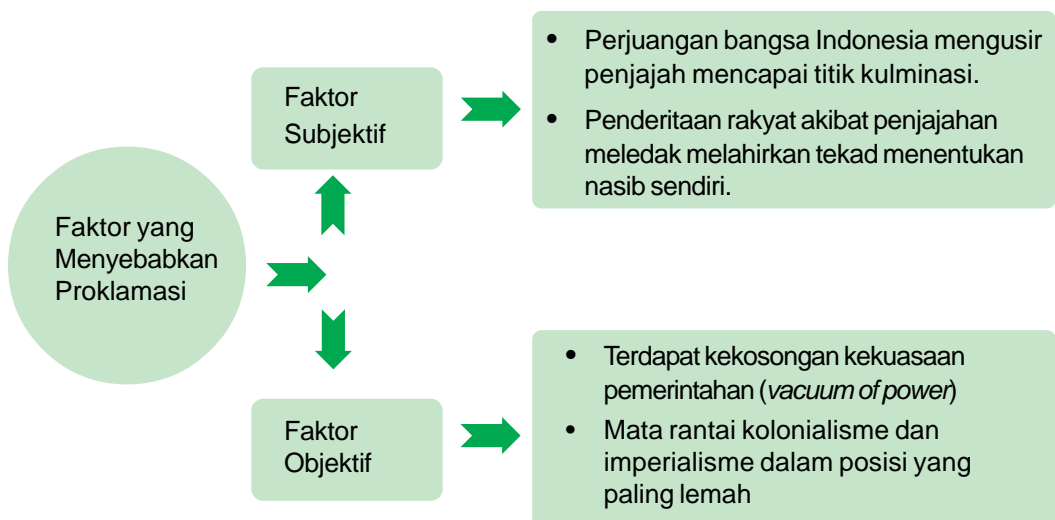 Faktor yang
Menyebabkan
Proklamasi
Faktor
Subjektif
• Perjuangan bangsa Indonesia mengusir
penjajah mencapai titik kulminasi.
• Penderitaan rakyat akibat penjajahan
meledak melahirkan tekad menentukan
nasib sendiri.
Faktor
Objektif
• Terdapat kekosongan kekuasaan
pemerintahan (vacuum of power)
• Mata rantai kolonialisme dan
imperialisme dalam posisi yang
paling lemah